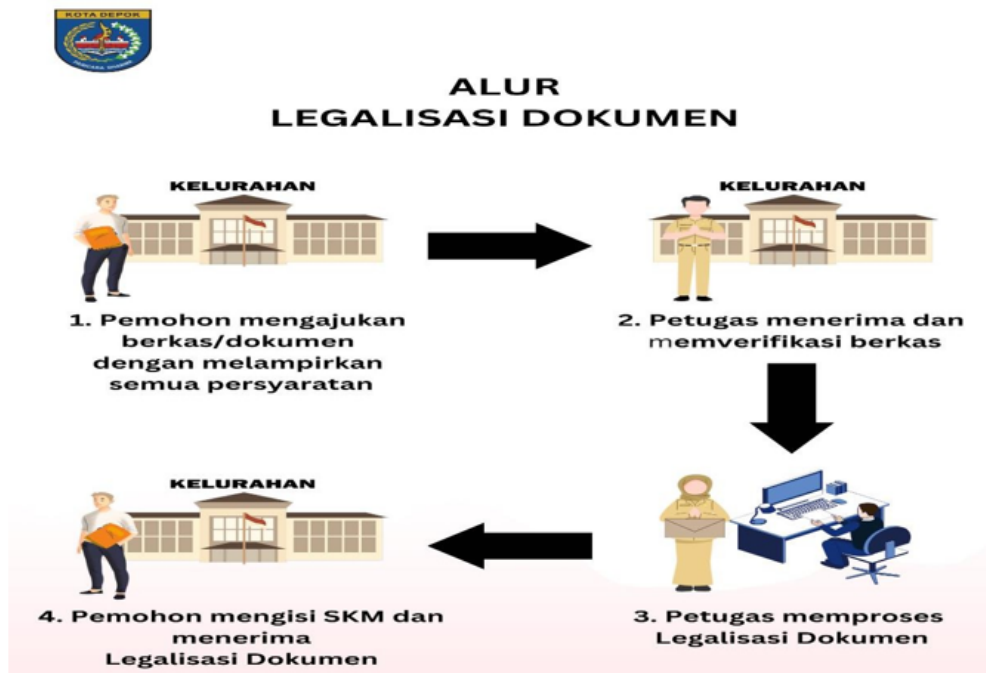 KOTA DEPOK
ALUR
LEGALISASI DOKUMEN
KELURAHAN
1. Pemohon mengajukan
berkas/dokumen
dengan melampirkan
semua persyaratan
KELURAHAN
2. Petugas menerima dan
memverifikasi berkas
3. Petugas memproses
Legalisasi Dokumen
KELURAHAN
4. Pemohon mengisi SKM dan
menerima
Legalisasi Dokumen